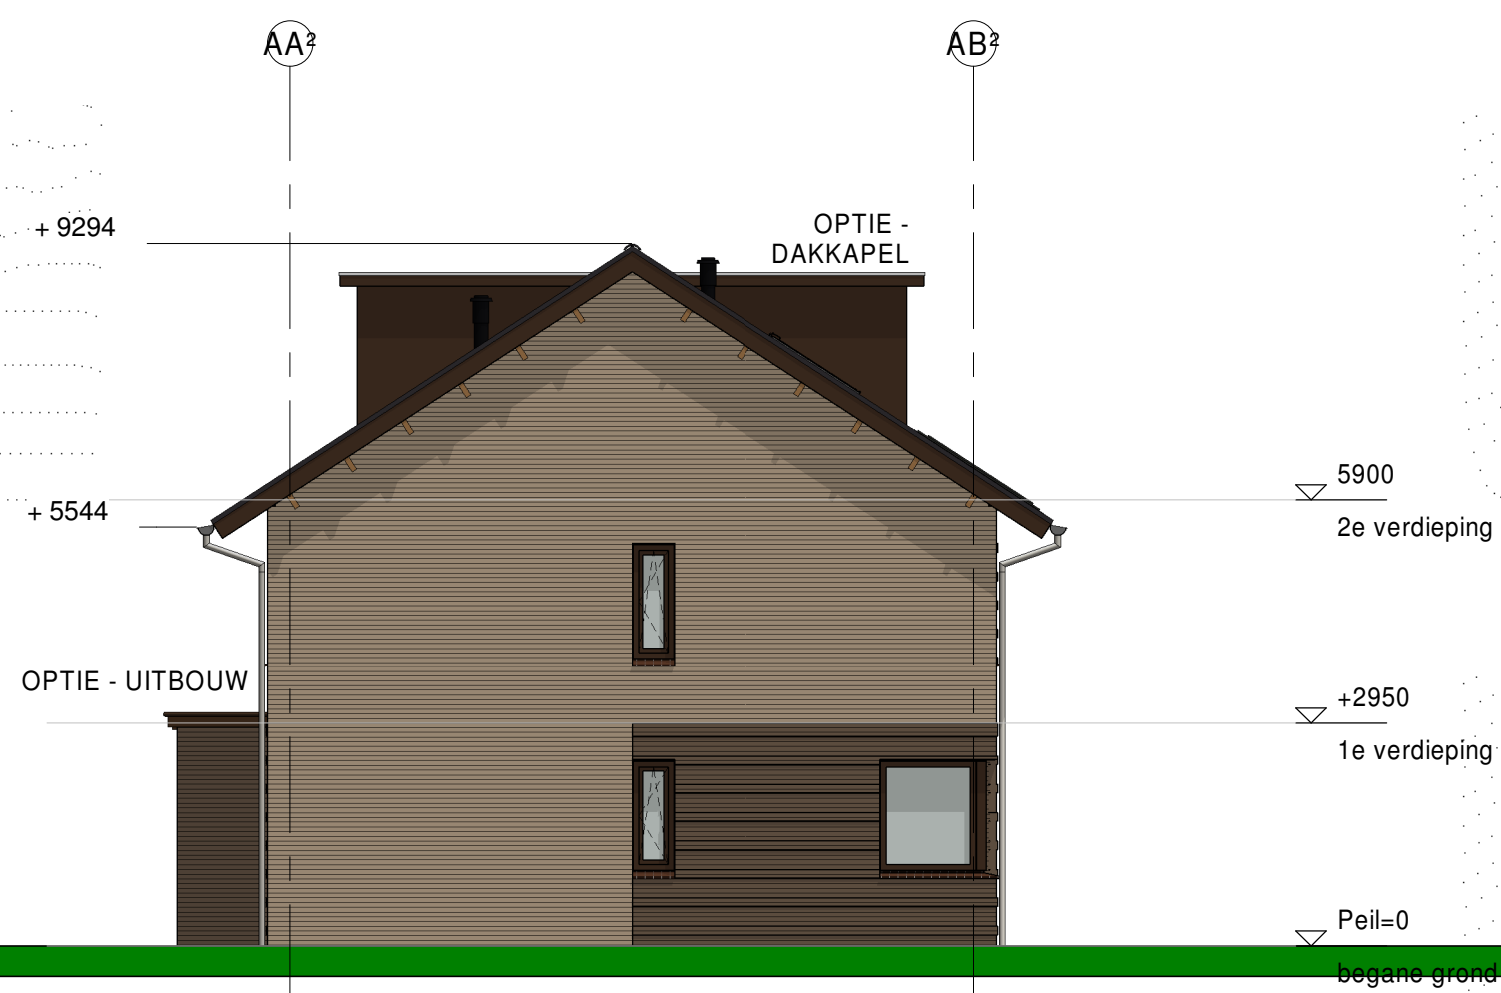 AA²
AB²
+ 9294
OPTIE -
DAKKAPEL
5900
2e verdieping
+ 5544
OPTIE - UITBOUW
+2950
1e verdieping
Peil=0
begane grond